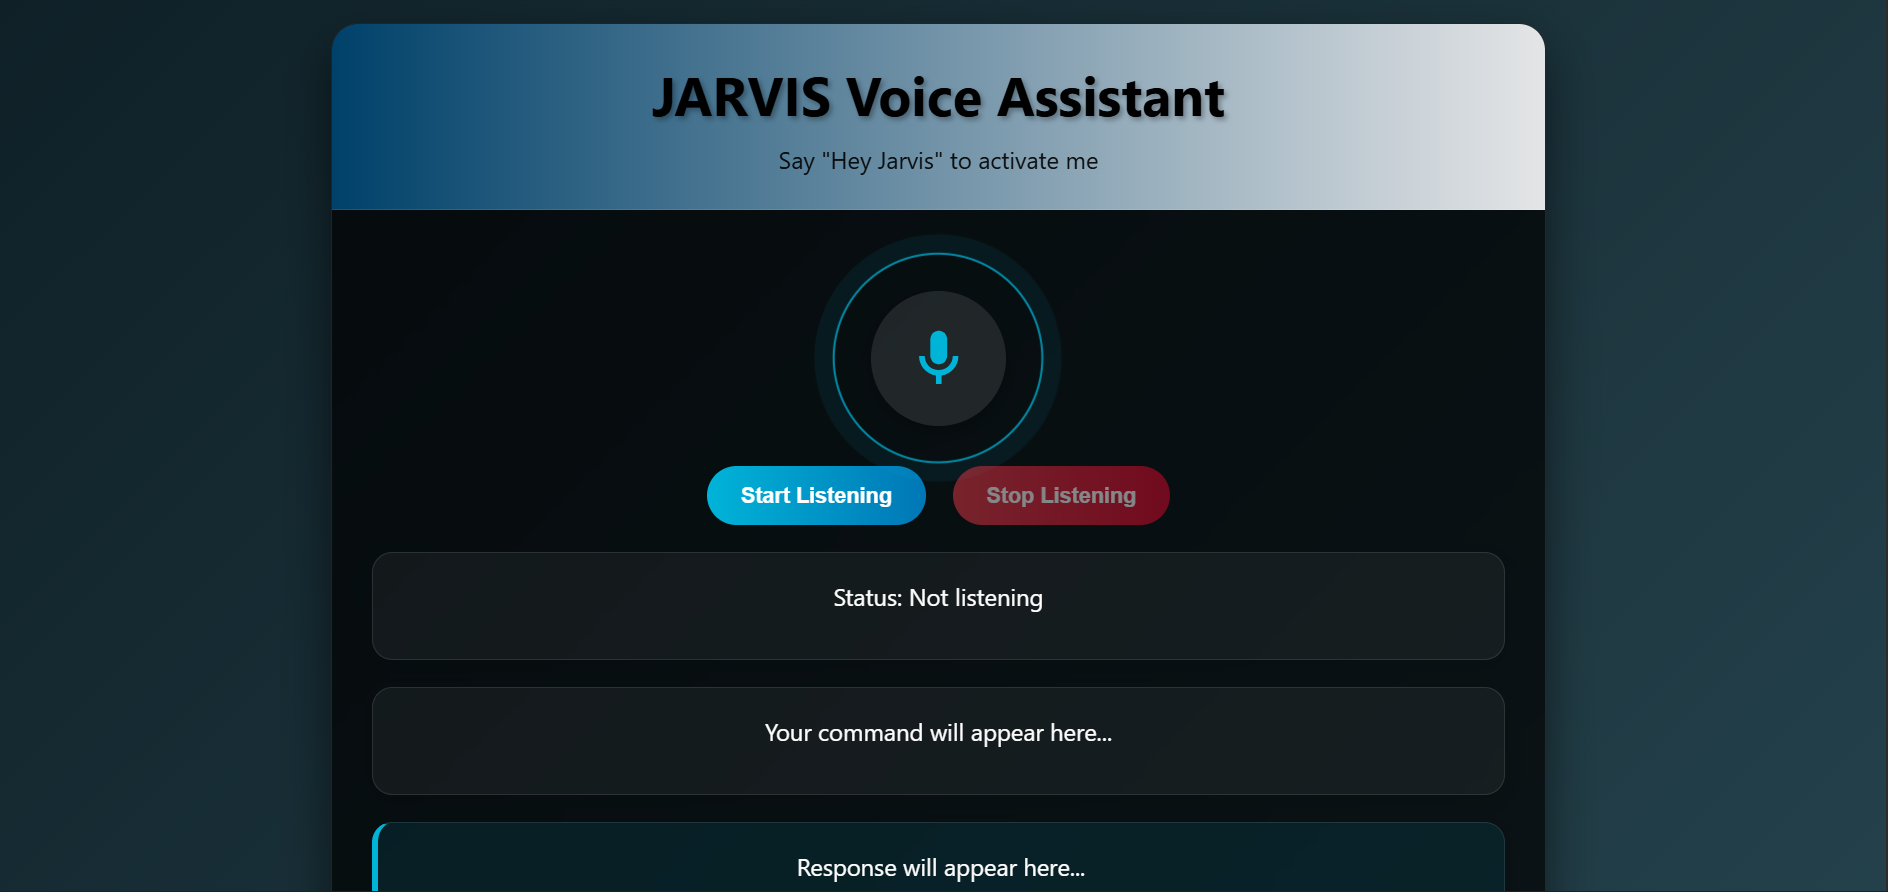 JARVIS Voice Assistant
Say "Hey Jarvis" to activate me
Start Listening
Stop Listening
Status: Not listening
Your command will appear here...
Response will appear here...